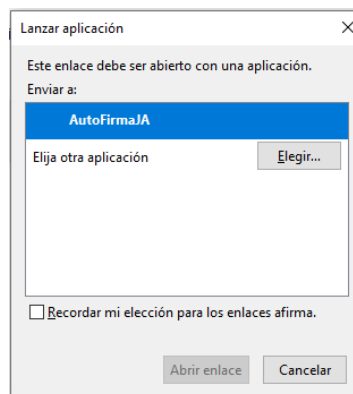 Lanzar aplicación
Este enlace debe ser abierto con una aplicación.
Enviar a:
AutoFirmaJA
Elija otra aplicación
Elegir...
Recordar mi elección para los enlaces afirma.
Abrir enlace
Cancelar